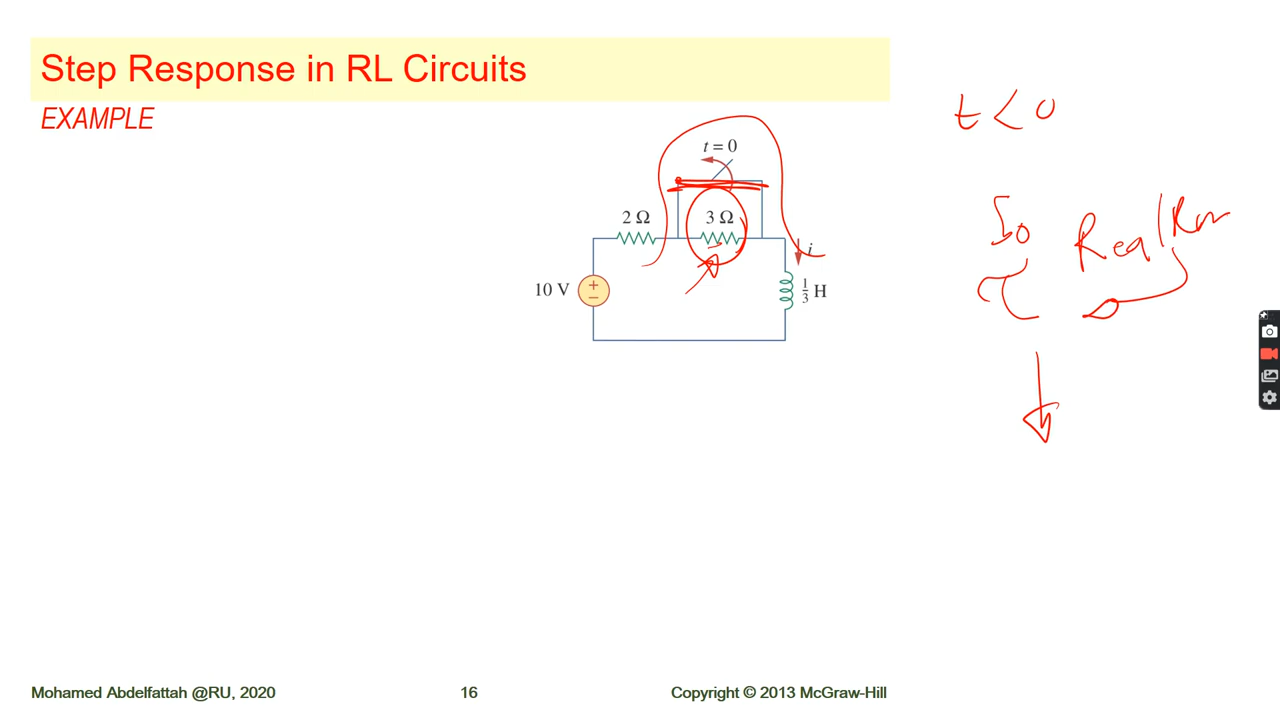 Step Response in RL Circuits
EXAMPLE
t < 0
t = 0
2 Ω
3 Ω
I0
i
10 V
1/3 H
τ
Mohamed Abdelfattah @RU, 2020
16
Copyright © 2013 McGraw-Hill